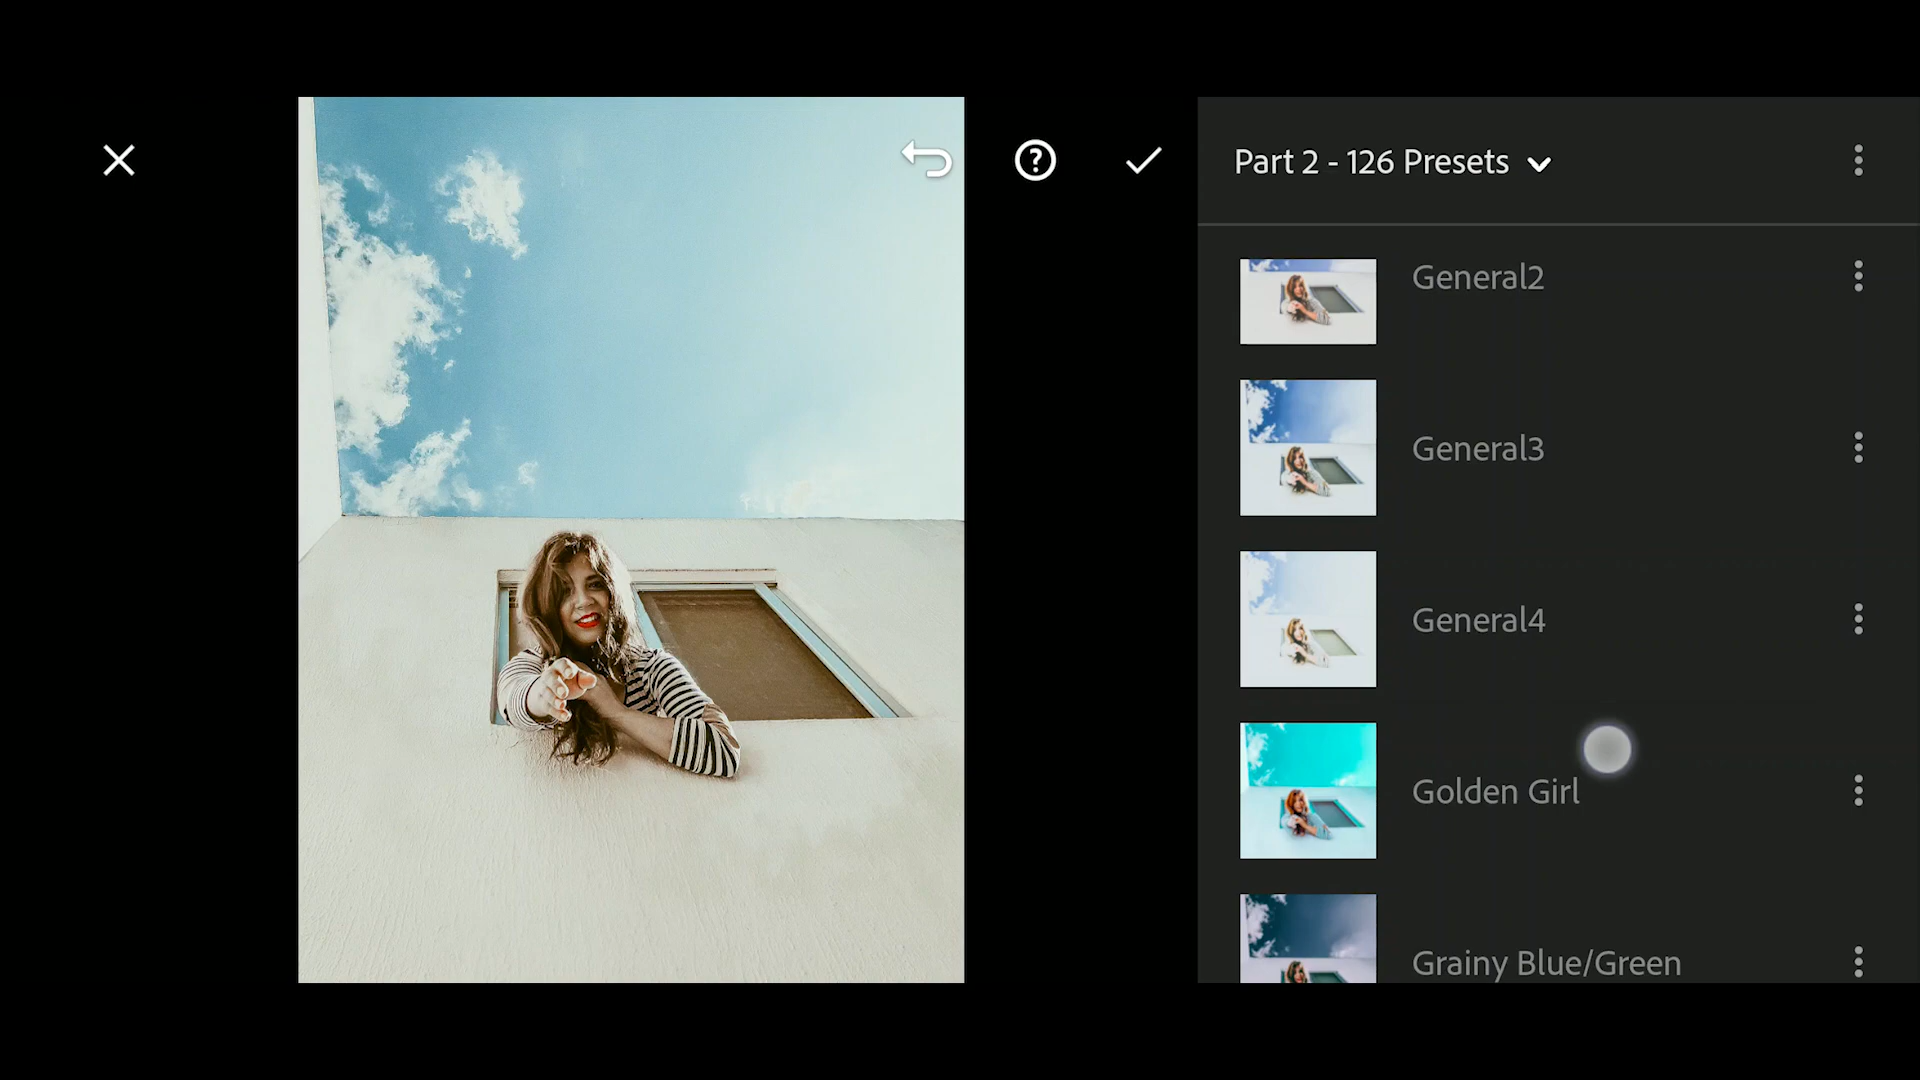 Part 2 - 126 Presets
General2
General3
General4
Golden Girl
Grainy Blue/Green